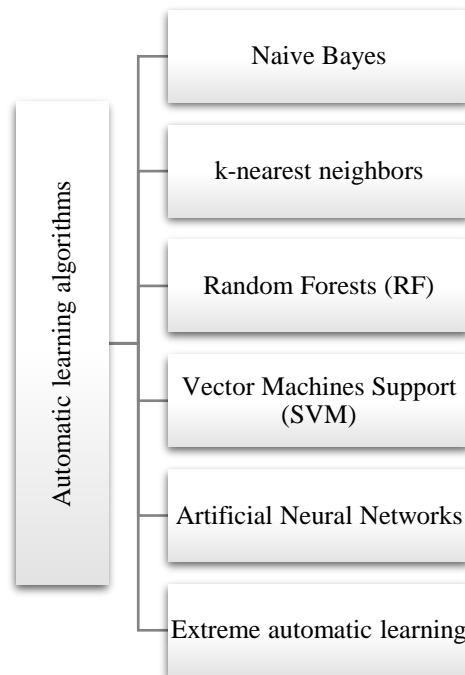 Automatic learning algorithms
Naive Bayes
k-nearest neighbors
Random Forests (RF)
Vector Machines Support
(SVM)
Artificial Neural Networks
Extreme automatic learning